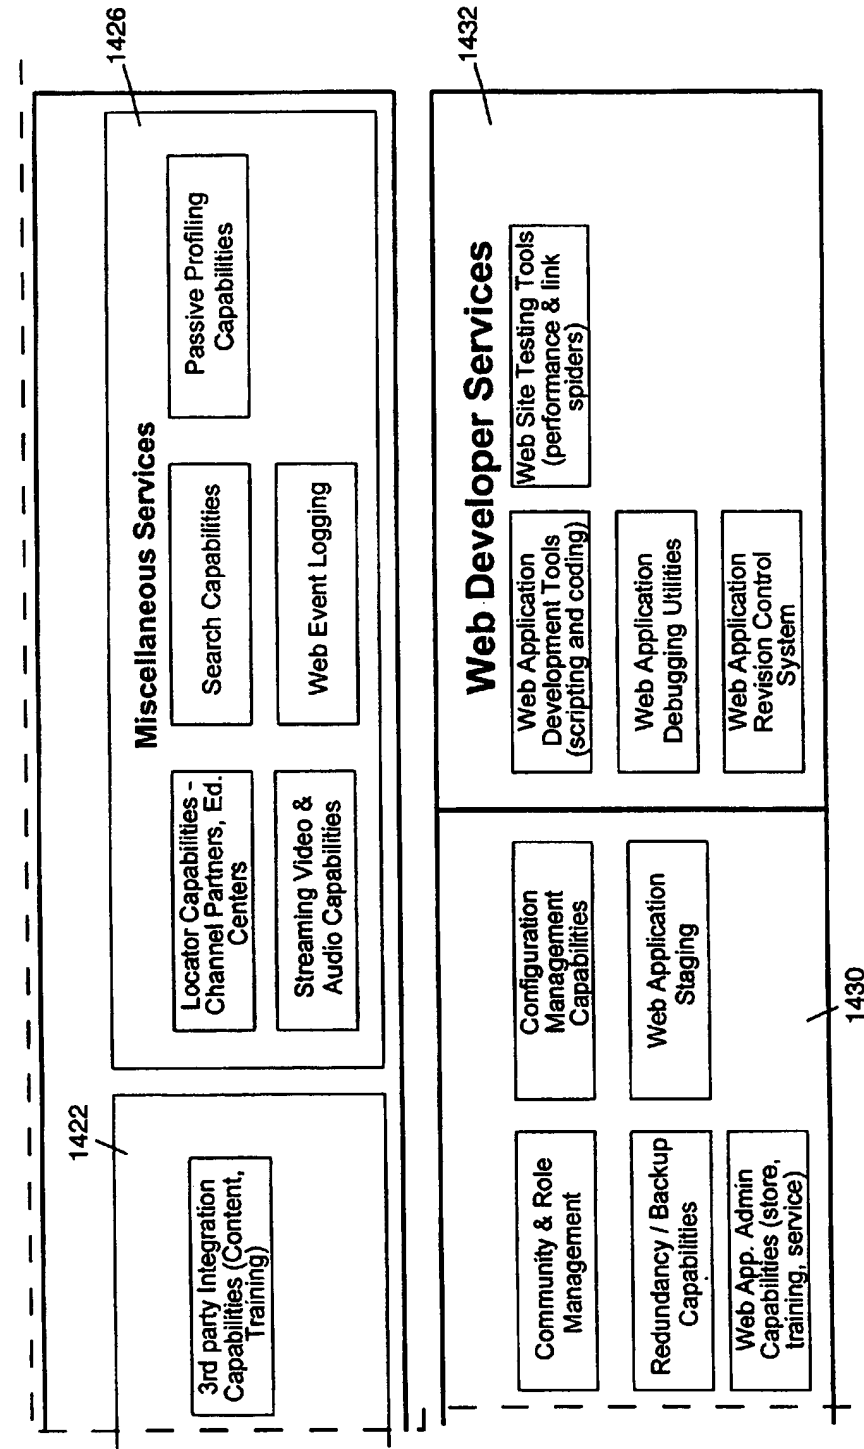 1426
Miscellaneous Services
Locator Capabilities -
Channel Partners, Ed.
Centers
Search Capabilities
Passive Profiling
Capabilities
Streaming Video &
Audio Capabilities
Web Event Logging
1422
3rd party Integration
Capabilities (Content,
Training)
1432
Web Developer Services
Web Application
Development Tools
(scripting and coding)
Web Site Testing Tools
(performance & link
spiders)
Web Application
Debugging Utilities
Web Application
Revision Control
System
Community & Role
Management
Configuration
Management
Capabilities
Redundancy / Backup
Capabilities
Web Application
Staging
Web App. Admin
Capabilities (store,
training, service)
1430